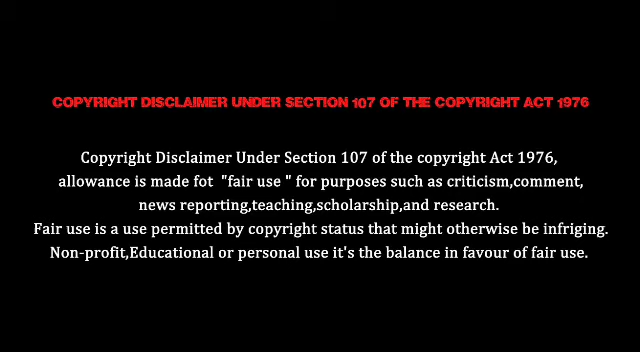 COPYRIGHT DISCLAIMER UNDER SECTION 107 OF THE COPYRIGHT ACT 1976
Copyright Disclaimer Under Section 107 of the copyright Act 1976,
allowance is made fot "fair use " for purposes such as criticism,comment,
news reporting,teaching,scholarship,and research.
Fair use is a use permitted by copyright status that might otherwise be infriging.
Non-profit,Educational or personal use it's the balance in favour of fair use.